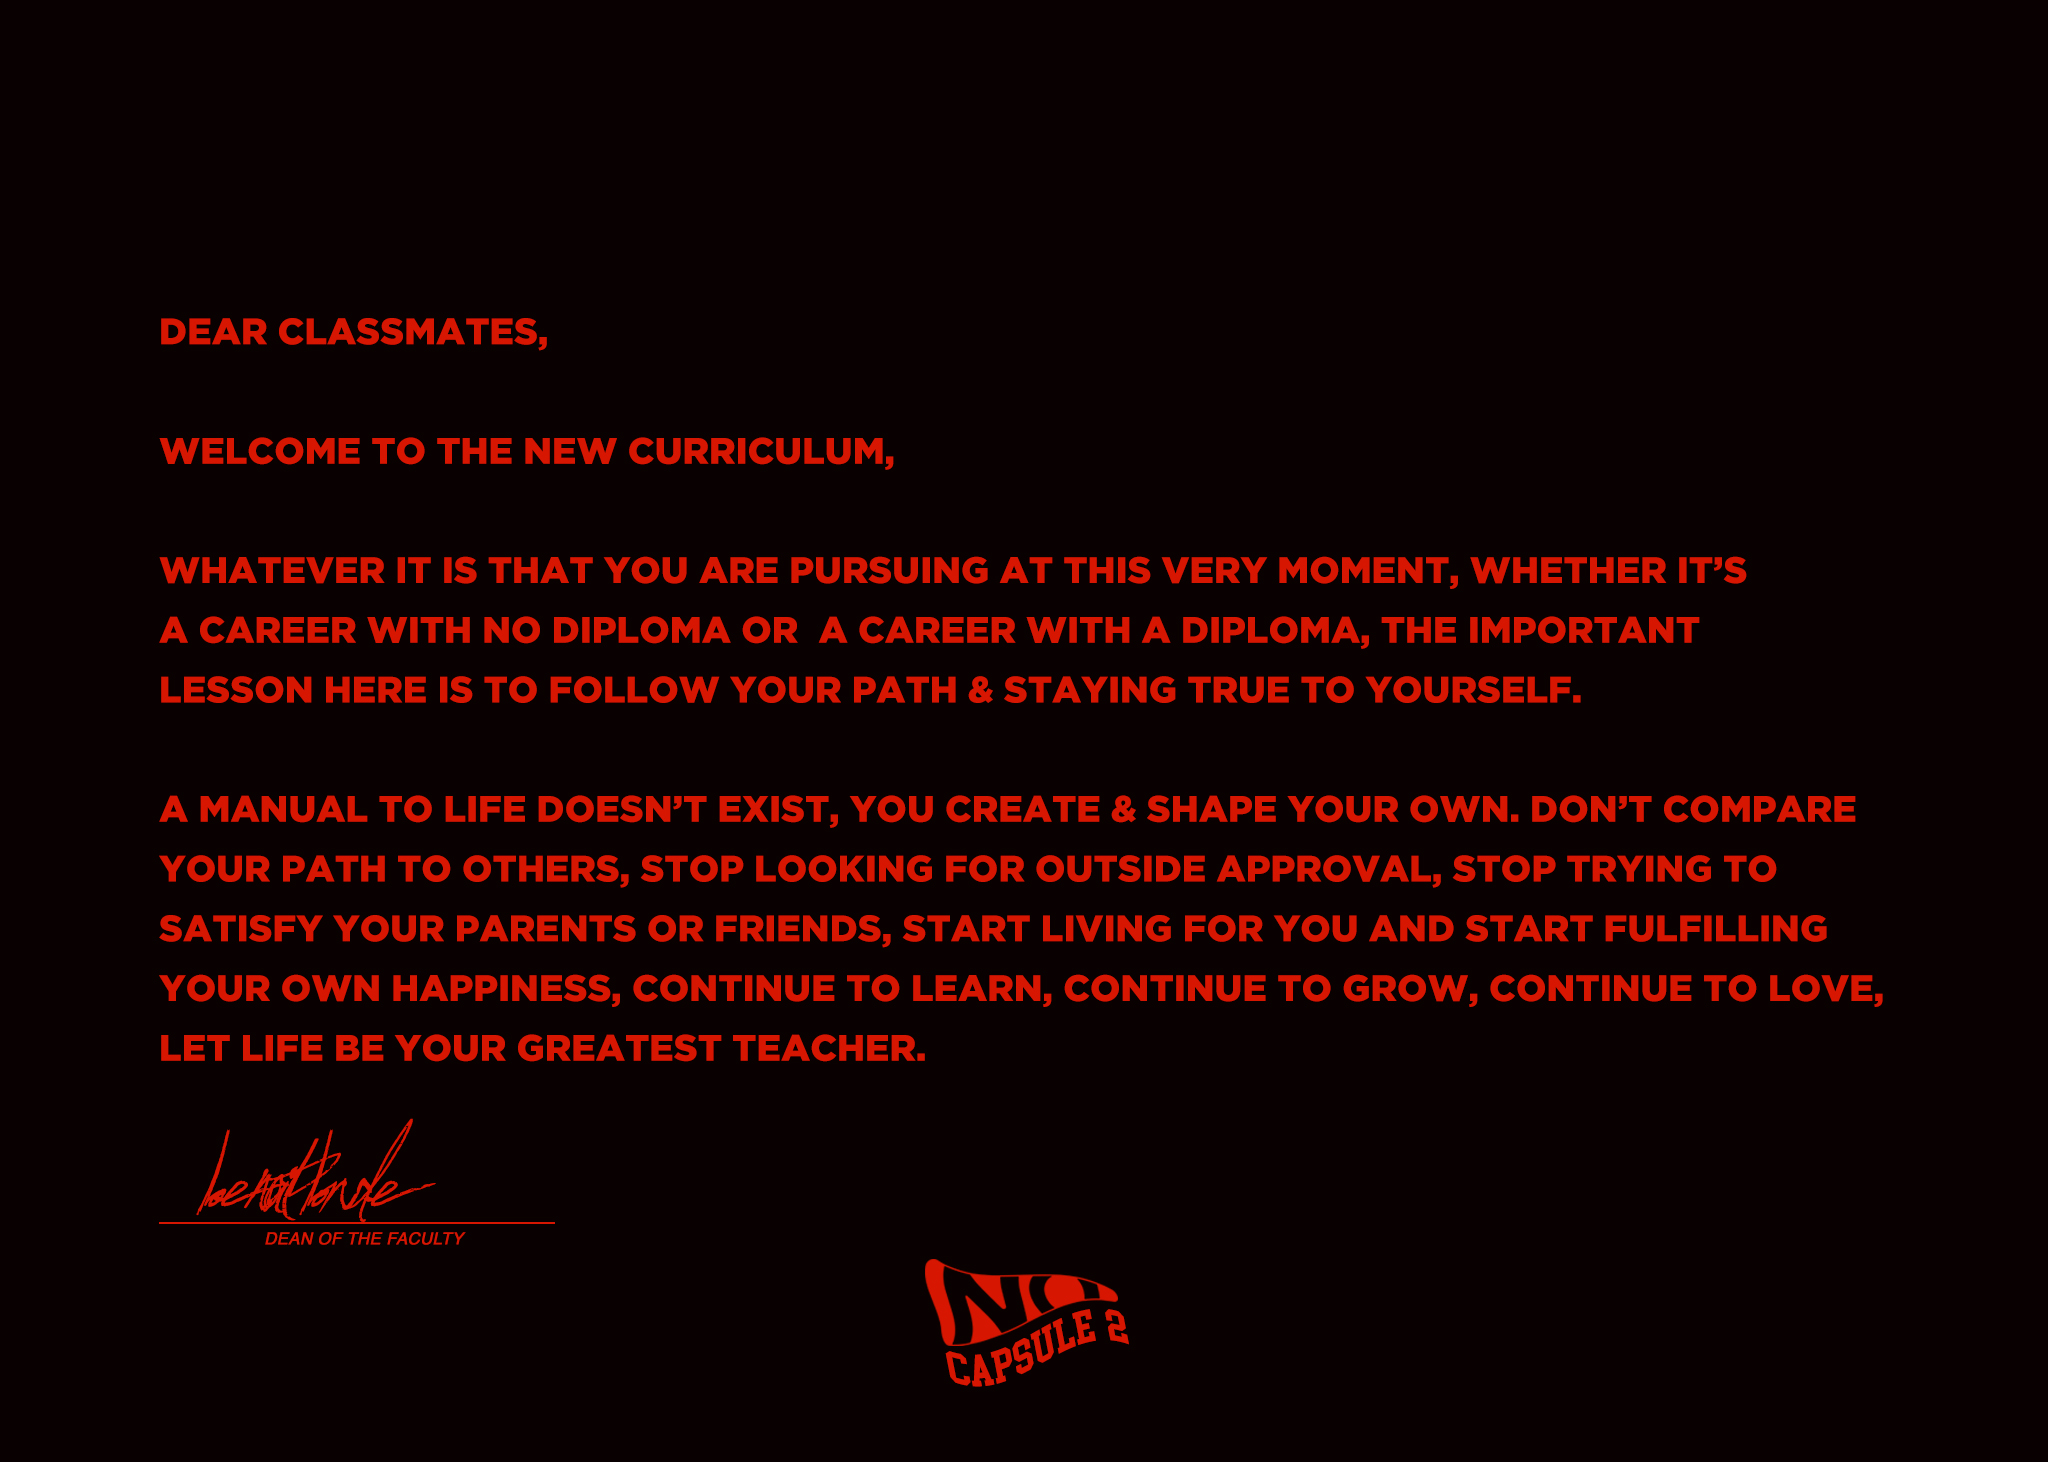 DEAR CLASSMATES,
WELCOME TO THE NEW CURRICULUM,
WHATEVER IT IS THAT YOU ARE PURSUING AT THIS VERY MOMENT, WHETHER IT’S
A CAREER WITH NO DIPLOMA OR  A CAREER WITH A DIPLOMA, THE IMPORTANT
LESSON HERE IS TO FOLLOW YOUR PATH & STAYING TRUE TO YOURSELF.
A MANUAL TO LIFE DOESN’T EXIST, YOU CREATE & SHAPE YOUR OWN. DON’T COMPARE
YOUR PATH TO OTHERS, STOP LOOKING FOR OUTSIDE APPROVAL, STOP TRYING TO
SATISFY YOUR PARENTS OR FRIENDS, START LIVING FOR YOU AND START FULFILLING
YOUR OWN HAPPINESS, CONTINUE TO LEARN, CONTINUE TO GROW, CONTINUE TO LOVE,
LET LIFE BE YOUR GREATEST TEACHER.
DEAN OF THE FACULTY
CAPSULE 2